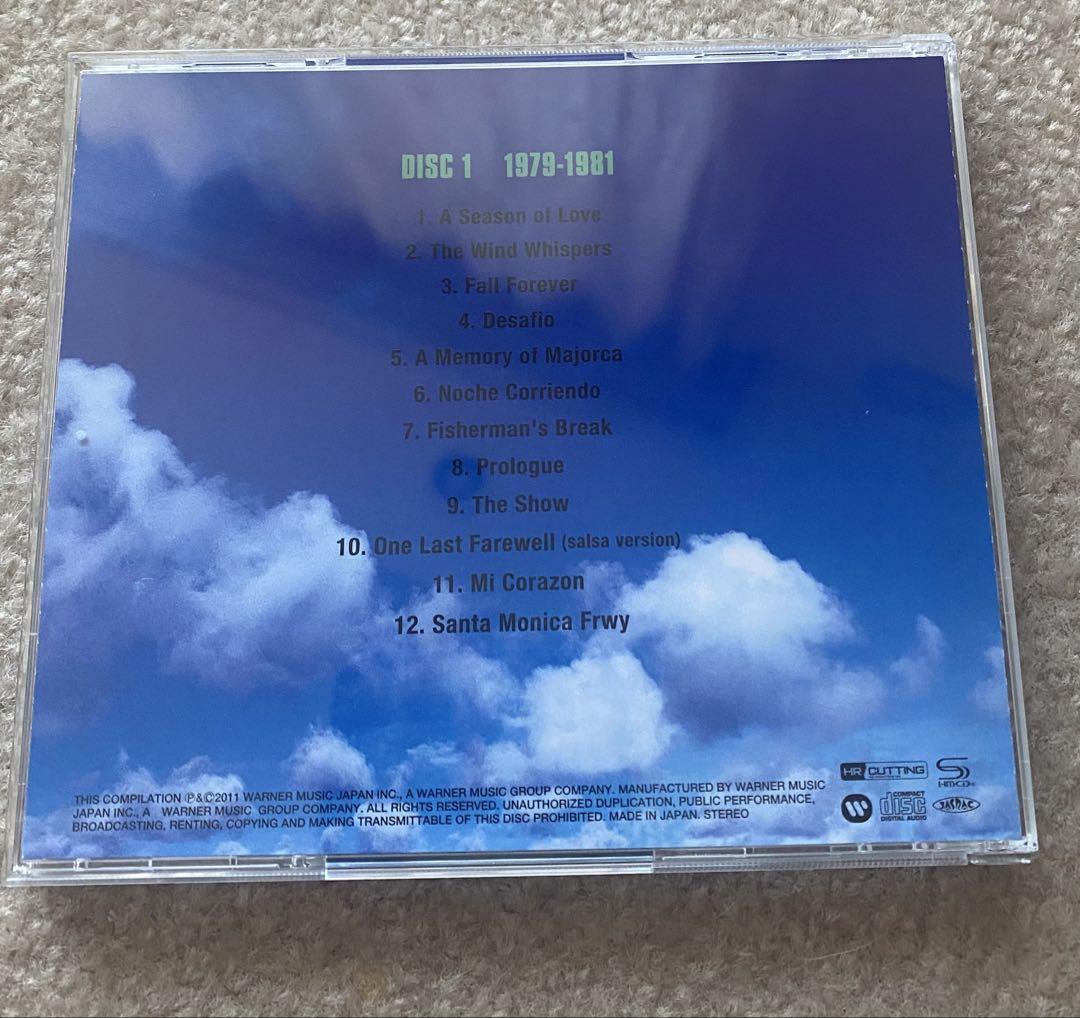 DISC 1 1979-1981
1. A Season of Love
2. The Wind Whispers
3. Fall Forever
4. Desafio
5. A Memory of Majorca
6. Noche Corriendo
7. Fisherman's Break
8. Prologue
9. The Show
10. One Last Farewell (salsa version)
11. Mi Corazon
12. Santa Monica Frwy
HR CUTTING
THIS COMPILATION ℗&©2011 WARNER MUSIC JAPAN INC., A WARNER MUSIC GROUP COMPANY. MANUFACTURED BY WARNER MUSIC
JAPAN INC., A WARNER MUSIC GROUP COMPANY. ALL RIGHTS RESERVED. UNAUTHORIZED DUPLICATION, PUBLIC PERFORMANCE,
BROADCASTING, RENTING, COPYING AND MAKING TRANSMITTABLE OF THIS DISC PROHIBITED. MADE IN JAPAN. STEREO
COMPACT
disc
DIGITAL AUDIO
JASRAC